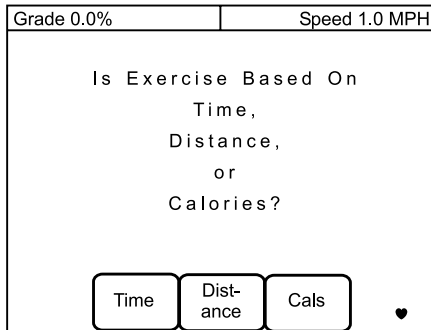 Grade 0.0% Speed 1.0 MPH
Is Exercise Based On
Time,
Distance,
or
Calories?
Time
Dist-
ance
Cals